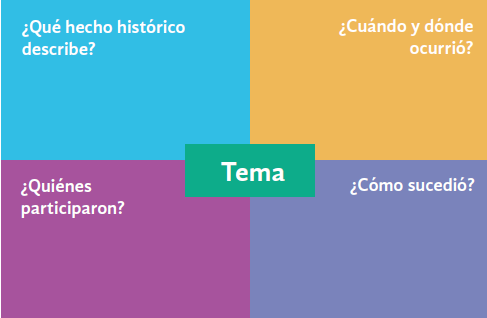 ¿Qué hecho histórico
describe?
¿Cuándo y dónde
ocurrió?
Tema
¿Quiénes
participaron?
¿Cómo sucedió?